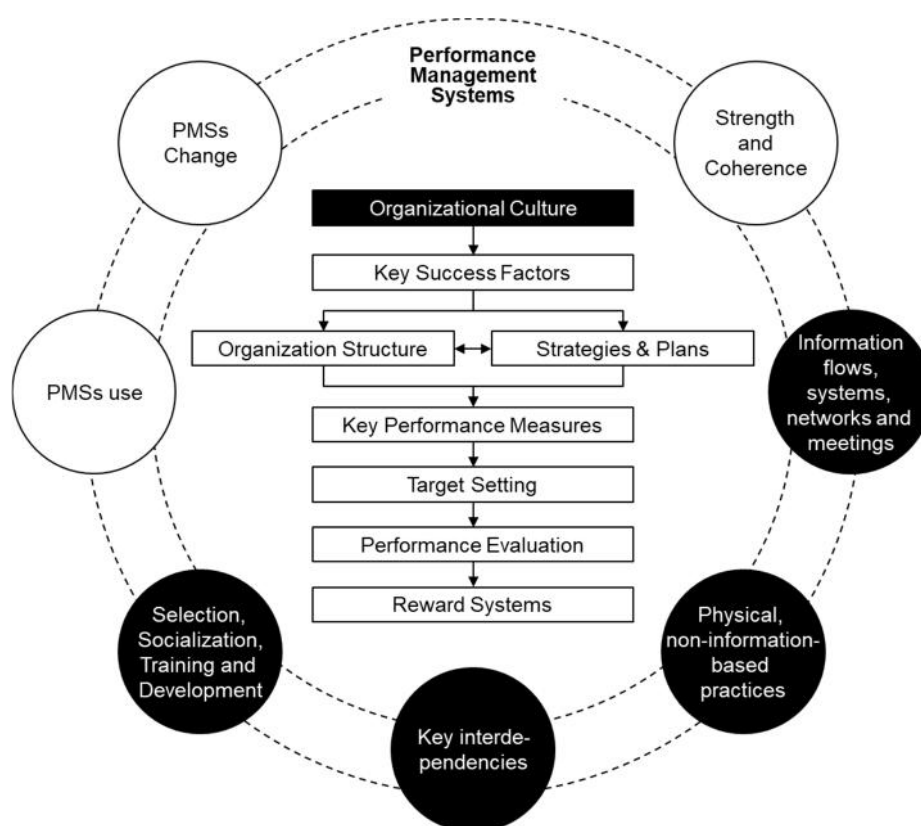 Performance
Management
Systems
PMSs
Change
Strength
and
Coherence
Organizational Culture
Key Success Factors
Organization Structure
Strategies & Plans
Key Performance Measures
Target Setting
Performance Evaluation
Reward Systems
PMSs use
Information
flows,
systems,
networks and
meetings
Selection,
Socialization,
Training and
Development
Physical,
non-information-
based
practices
Key interde-
pendencies